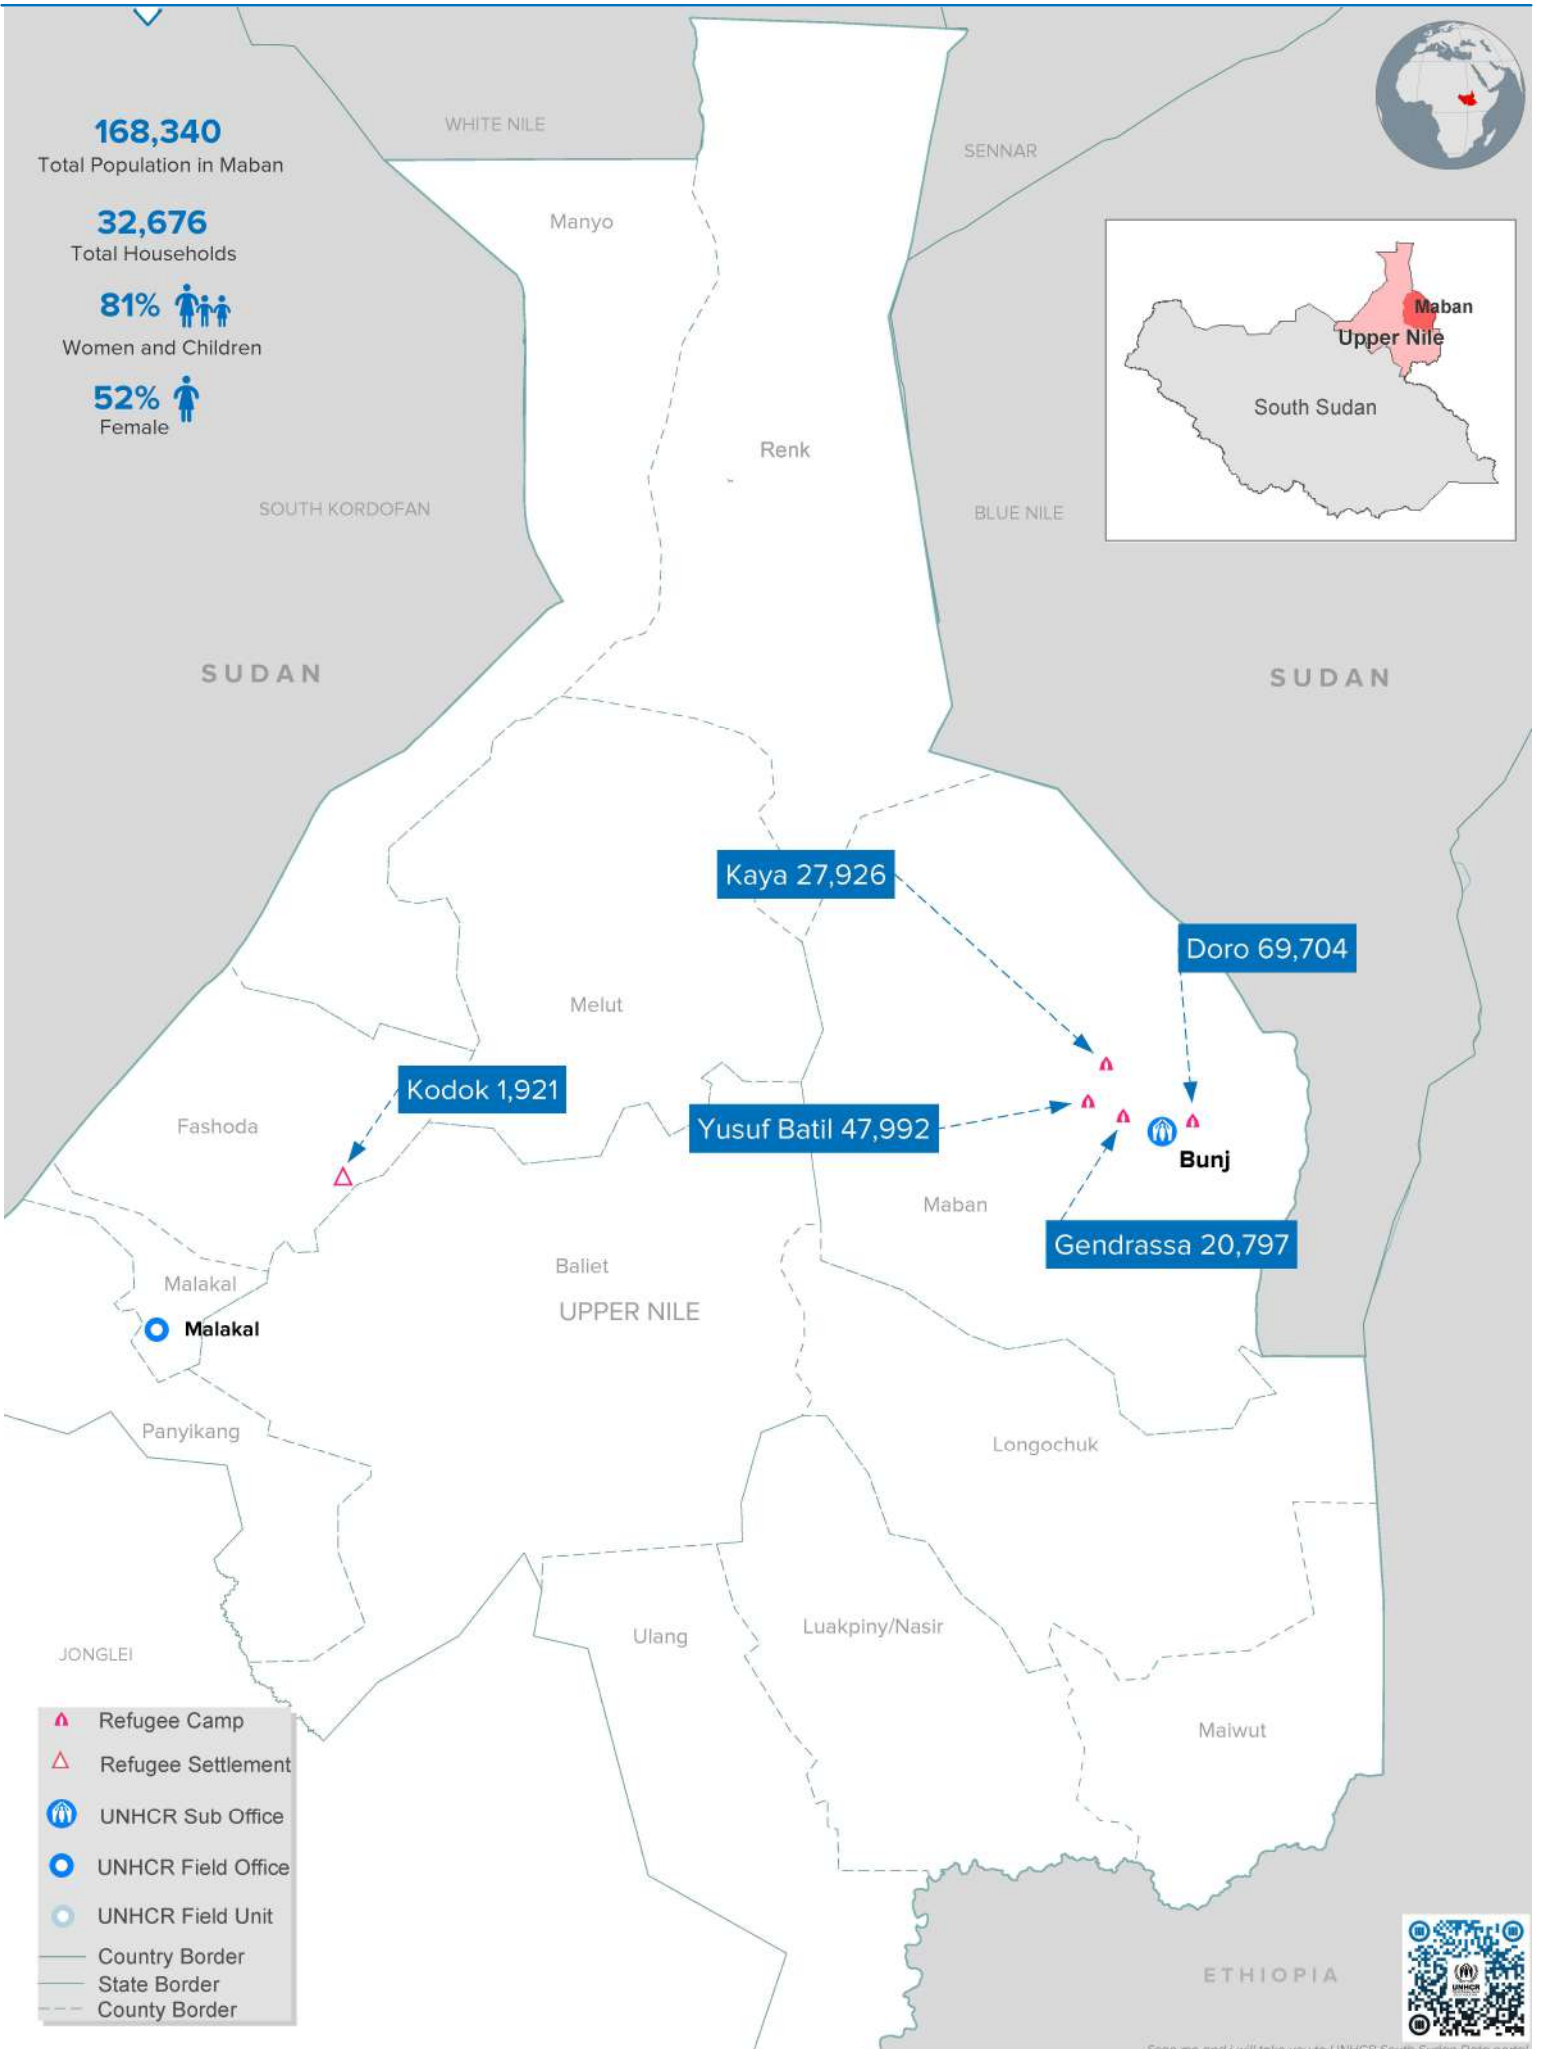 168,340
Total Population in Maban
32,676
Total Households
81%
Women and Children
52%
Female
WHITE NILE
SENNAR
Manyo
Renk
SOUTH KORDOFAN
BLUE NILE
Maban
Upper Nile
South Sudan
SUDAN
SUDAN
Kaya 27,926
Doro 69,704
Melut
Kodok 1,921
Fashoda
Yusuf Batil 47,992
Bunj
Maban
Gendrassa 20,797
Baliet
Malakal
UPPER NILE
Malakal
Panyikang
Longochuk
Luakpiny/Nasir
Ulang
JONGLEI
Maiwut
Refugee Camp
Refugee Settlement
UNHCR Sub Office
UNHCR Field Office
UNHCR Field Unit
Country Border
State Border
County Border
ETHIOPIA
UNHCR